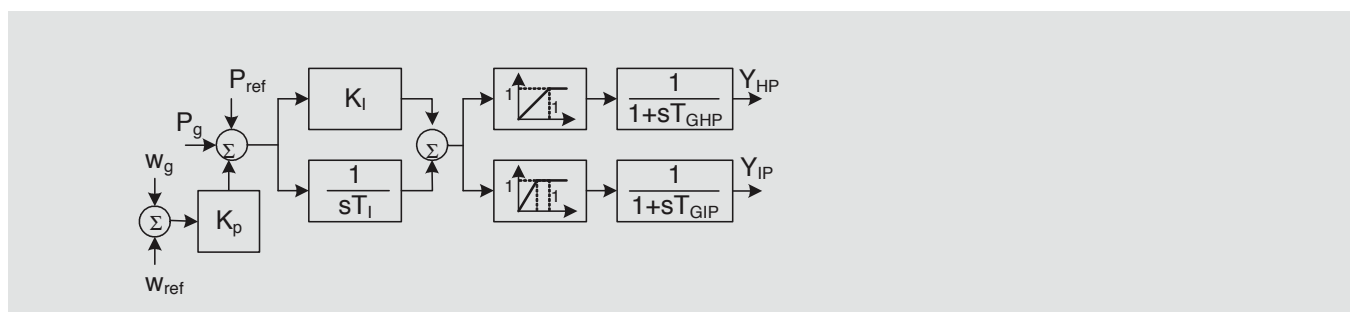 P_ref
P_g
w_g
Σ
Σ
w_ref
K_p
K_I
1
sT_I
Σ
1
1
1
1+sT_GHP
Y_HP
1
1
1
1+sT_GIP
Y_IP